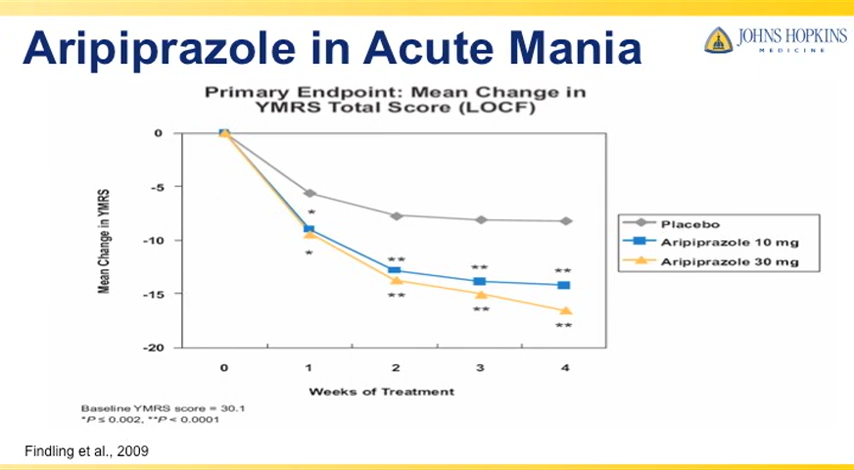 Aripiprazole in Acute Mania
JOHNS HOPKINS
MEDICINE
Primary Endpoint: Mean Change in
YMRS Total Score (LOCF)
Mean Change in YMRS
0
-5
-10
-15
-20
*
*
**
**
**
**
**
**
0 1 2 3 4
Weeks of Treatment
Placebo
Aripiprazole 10 mg
Aripiprazole 30 mg
Baseline YMRS score = 30.1
*P ≤ 0.002, **P < 0.0001
Findling et al., 2009